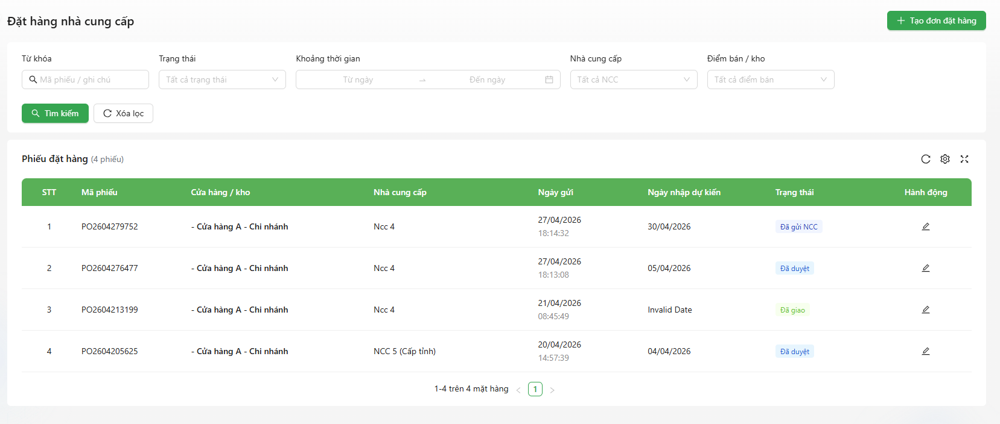 Đặt hàng nhà cung cấp
Tạo đơn đặt hàng
Từ khóa Trạng thái Khoảng thời gian Nhà cung cấp Điểm bán / kho
Mã phiếu / ghi chú Tất cả trạng thái Từ ngày → Đến ngày Tất cả NCC Tất cả điểm bán
Tìm kiếm Xóa lọc
Phiếu đặt hàng (4 phiếu)
STT Mã phiếu Cửa hàng / kho Nhà cung cấp Ngày gửi Ngày nhập dự kiến Trạng thái Hành động
1 PO2604279752 - Cửa hàng A - Chi nhánh Ncc 4 27/04/2026 18:14:32 30/04/2026 Đã gửi NCC
2 PO2604276477 - Cửa hàng A - Chi nhánh Ncc 4 27/04/2026 18:13:08 05/04/2026 Đã duyệt
3 PO2604213199 - Cửa hàng A - Chi nhánh Ncc 4 21/04/2026 08:45:49 Invalid Date Đã giao
4 PO2604205625 - Cửa hàng A - Chi nhánh NCC 5 (Cấp tỉnh) 20/04/2026 14:57:39 04/04/2026 Đã duyệt
1-4 trên 4 mặt hàng < 1 >